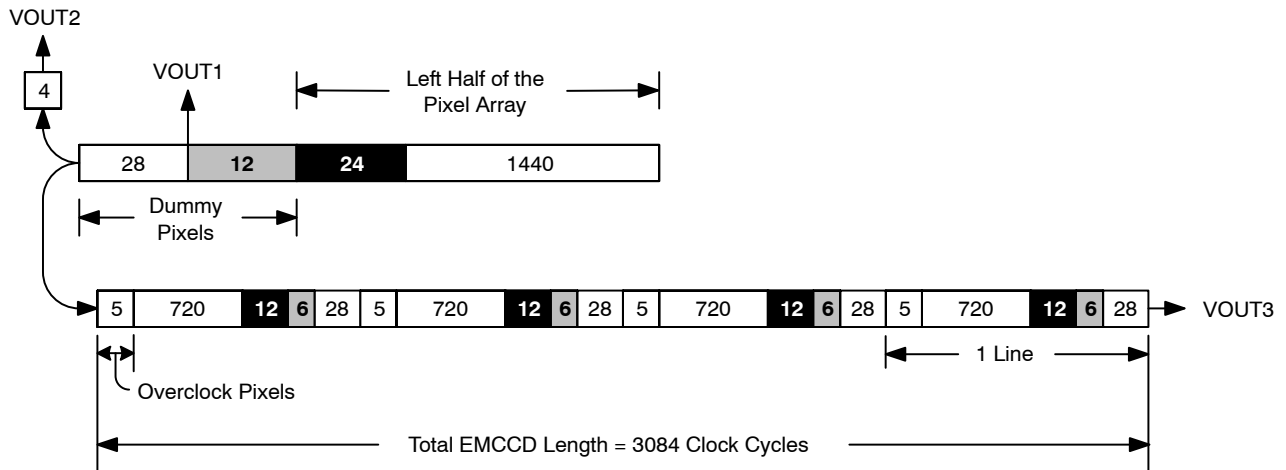 VOUT2
4
VOUT1
Left Half of the
Pixel Array
28 12 24 1440
Dummy
Pixels
5 720 12 6 28 5 720 12 6 28 5 720 12 6 28 5 720 12 6 28
VOUT3
1 Line
Overclock Pixels
Total EMCCD Length = 3084 Clock Cycles